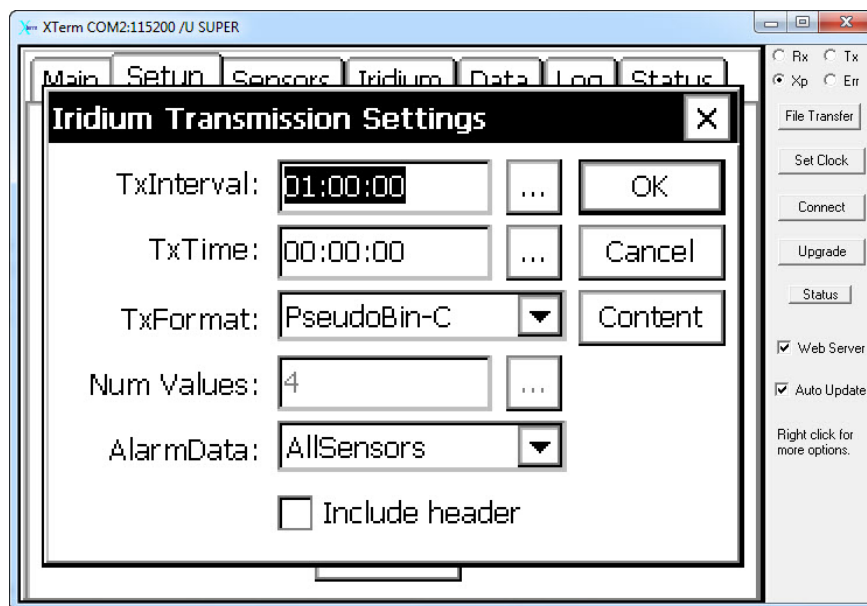 XTerm COM2:115200 /U SUPER
Main Setup Sensors Iridium Data Log Status
Iridium Transmission Settings
TxInterval: 01:00:00 ... OK
TxTime: 00:00:00 ... Cancel
TxFormat: PseudoBin-C Content
Num Values: 4 ...
AlarmData: AllSensors
Include header
Rx Tx
Xp Err
File Transfer
Set Clock
Connect
Upgrade
Status
Web Server
Auto Update
Right click for
more options.